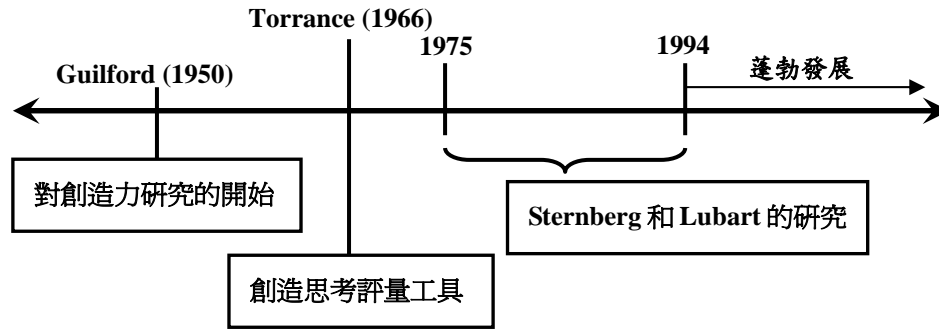 Torrance (1966)
1975
1994
Guilford (1950)
蓬勃發展
對創造力研究的開始
Sternberg 和 Lubart 的研究
創造思考評量工具